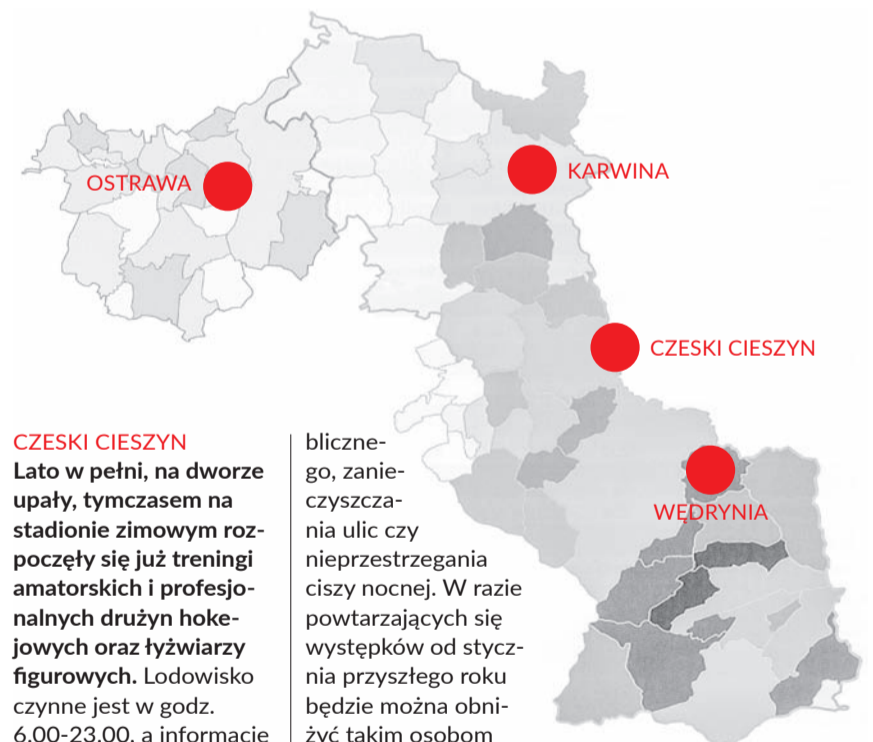 OSTRAWA
KARWINA
CZESKI CIESZYN
WĘDRYNIA
CZESKI CIESZYN
Lato w pełni, na dworze
upały, tymczasem na
stadionie zimowym roz-
poczęły się już treningi
amatorskich i profesjo-
nalnych drużyn hoke-
jowych oraz łyżwiarzy
figurowych. Lodowisko
czynne jest w godz.
6.00-23.00, a informacje
bliczne-
go, zanie-
czyszcza-
nia ulic czy
nieprzestrzegania
ciszy nocnej. W razie
powtarzających się
występków od stycz-
nia przyszłego roku
będzie można obni-
żyć takim osobom